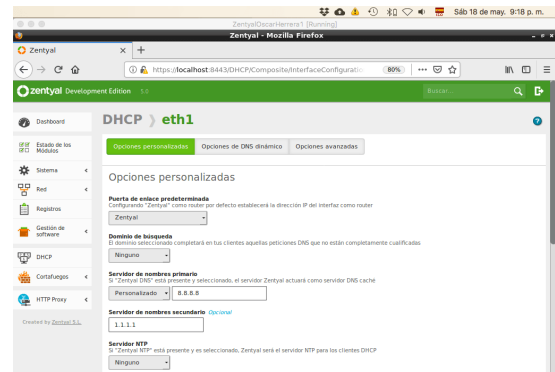 Sáb 18 de may. 9:18 p. m.
ZentyalOscarHerrera1 [Running]
Zentyal - Mozilla Firefox
Zentyal
https://localhost:8443/DHCP/Composite/InterfaceConfiguratic
80%
zentyal Development Edition 5.0
Buscar...
Dashboard
Estado de los Módulos
Sistema
Red
Registros
Gestión de software
DHCP
Cortafuegos
HTTP Proxy
Created by Zentyal S.L.
DHCP eth1
Opciones personalizadas Opciones de DNS dinámico Opciones avanzadas
Opciones personalizadas
Puerta de enlace predeterminada
Configurando "Zentyal" como router por defecto establecerá la dirección IP del interfaz como router
Zentyal
Dominio de búsqueda
El dominio seleccionado completará en tus clientes aquellas peticiones DNS que no están completamente cualificadas
Ninguno
Servidor de nombres primario
Si "Zentyal DNS" está presente y seleccionado, el servidor Zentyal actuará como servidor DNS caché
Personalizado 8.8.8.8
Servidor de nombres secundario Opcional
1.1.1.1
Servidor NTP
Si "Zentyal NTP" está presente y es seleccionado, Zentyal será el servidor NTP para los clientes DHCP
Ninguno